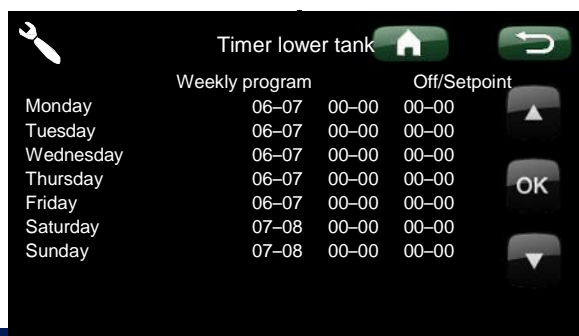 Timer lower tank
Weekly program Off/Setpoint
Monday 06–07 00–00 00–00
Tuesday 06–07 00–00 00–00
Wednesday 06–07 00–00 00–00
Thursday 06–07 00–00 00–00
OK
Friday 06–07 00–00 00–00
Saturday 07–08 00–00 00–00
Sunday 07–08 00–00 00–00